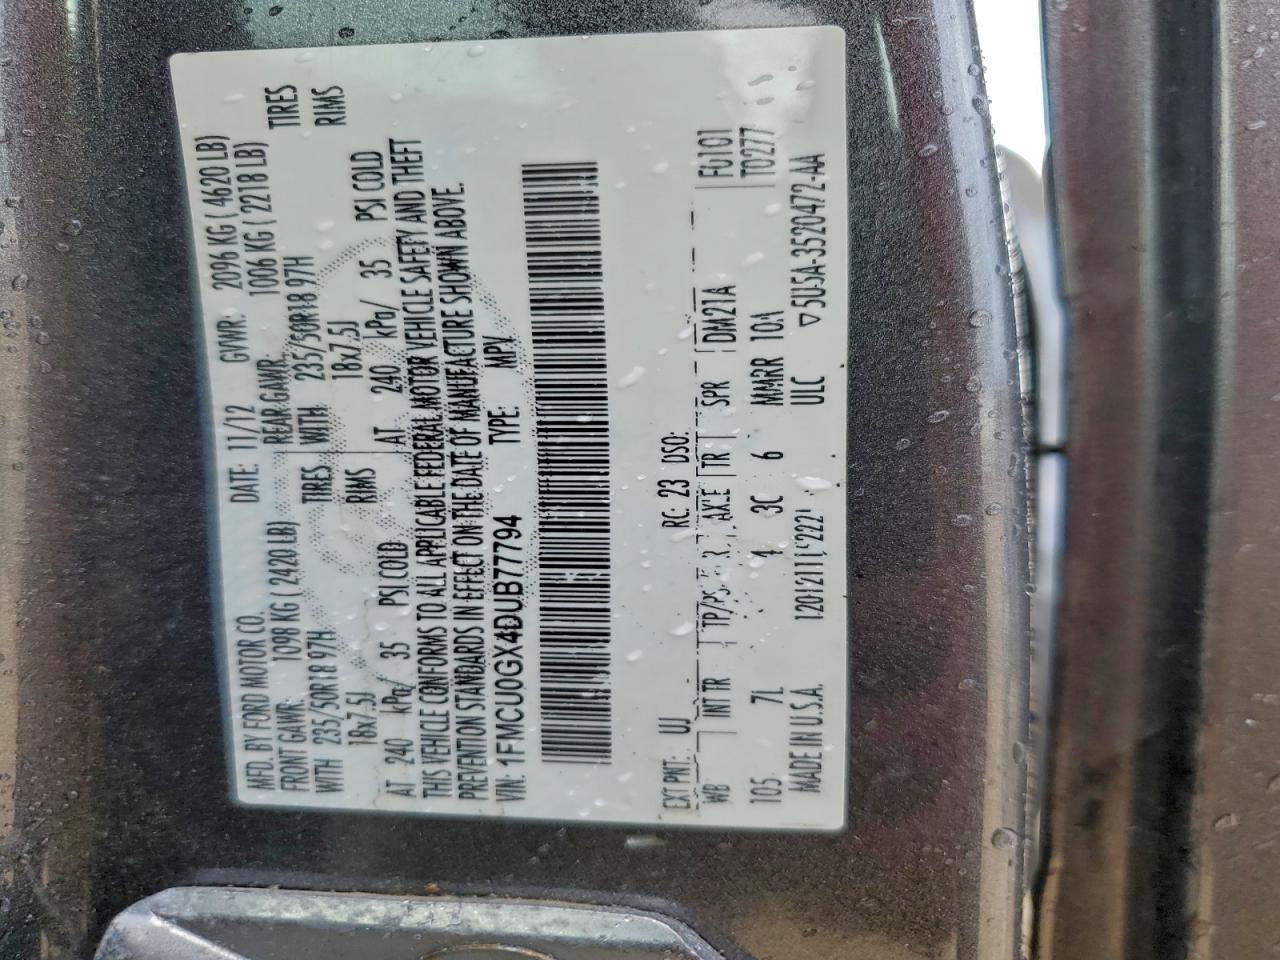 MFD. BY FORD MOTOR CO. DATE: 11/12 GVWR: 2096 KG ( 4620 LB)
FRONT GAWR: 1098 KG ( 2420 LB) REAR GAWR: 1006 KG ( 2218 LB)
WITH 235/50R18 97H TIRES WITH 235/50R18 97H TIRES
18x7.5J RIMS 18x7.5J RIMS
AT 240 kPa/ 35 PSI COLD AT 240 kPa/ 35 PSI COLD
THIS VEHICLE CONFORMS TO ALL APPLICABLE FEDERAL MOTOR VEHICLE SAFETY AND THEFT
PREVENTION STANDARDS IN EFFECT ON THE DATE OF MANUFACTURE SHOWN ABOVE.
VIN: 1FMCU0GX4DUB77794 TYPE: MPV
EXT PNT: UJ RC: 23 DSO: F0101
WB INT TR TP/PS R AXLE TR SPR DM21A T0277
105 7L 4 3C 6 MMRR 10A
MADE IN U.S.A. ULC ▽5U5A-3520472-AA